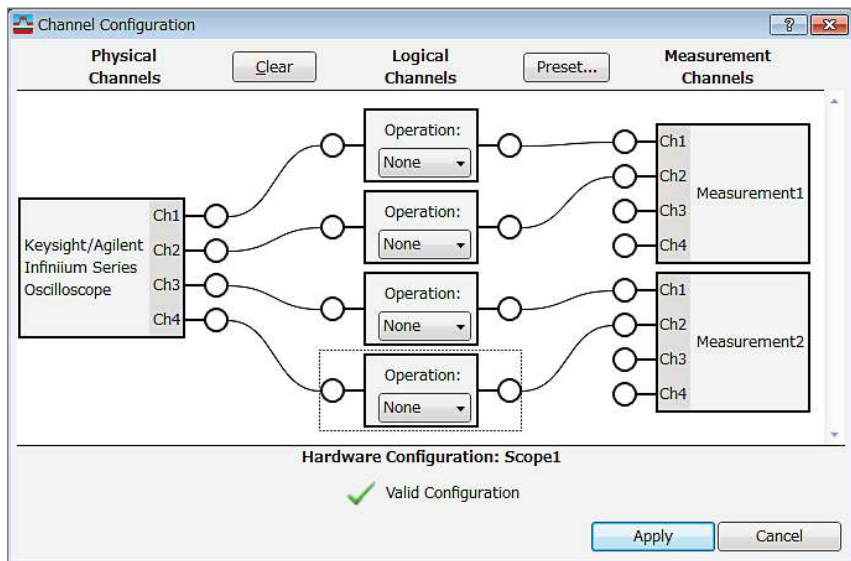 Channel Configuration
Physical
Channels
Clear
Logical
Channels
Preset...
Measurement
Channels
Keysight/Agilent
Infiniium Series
Oscilloscope
Ch1
Ch2
Ch3
Ch4
Operation:
None
Operation:
None
Operation:
None
Operation:
None
Ch1
Ch2
Ch3
Ch4
Measurement1
Ch1
Ch2
Ch3
Ch4
Measurement2
Hardware Configuration: Scope1
Valid Configuration
Apply
Cancel